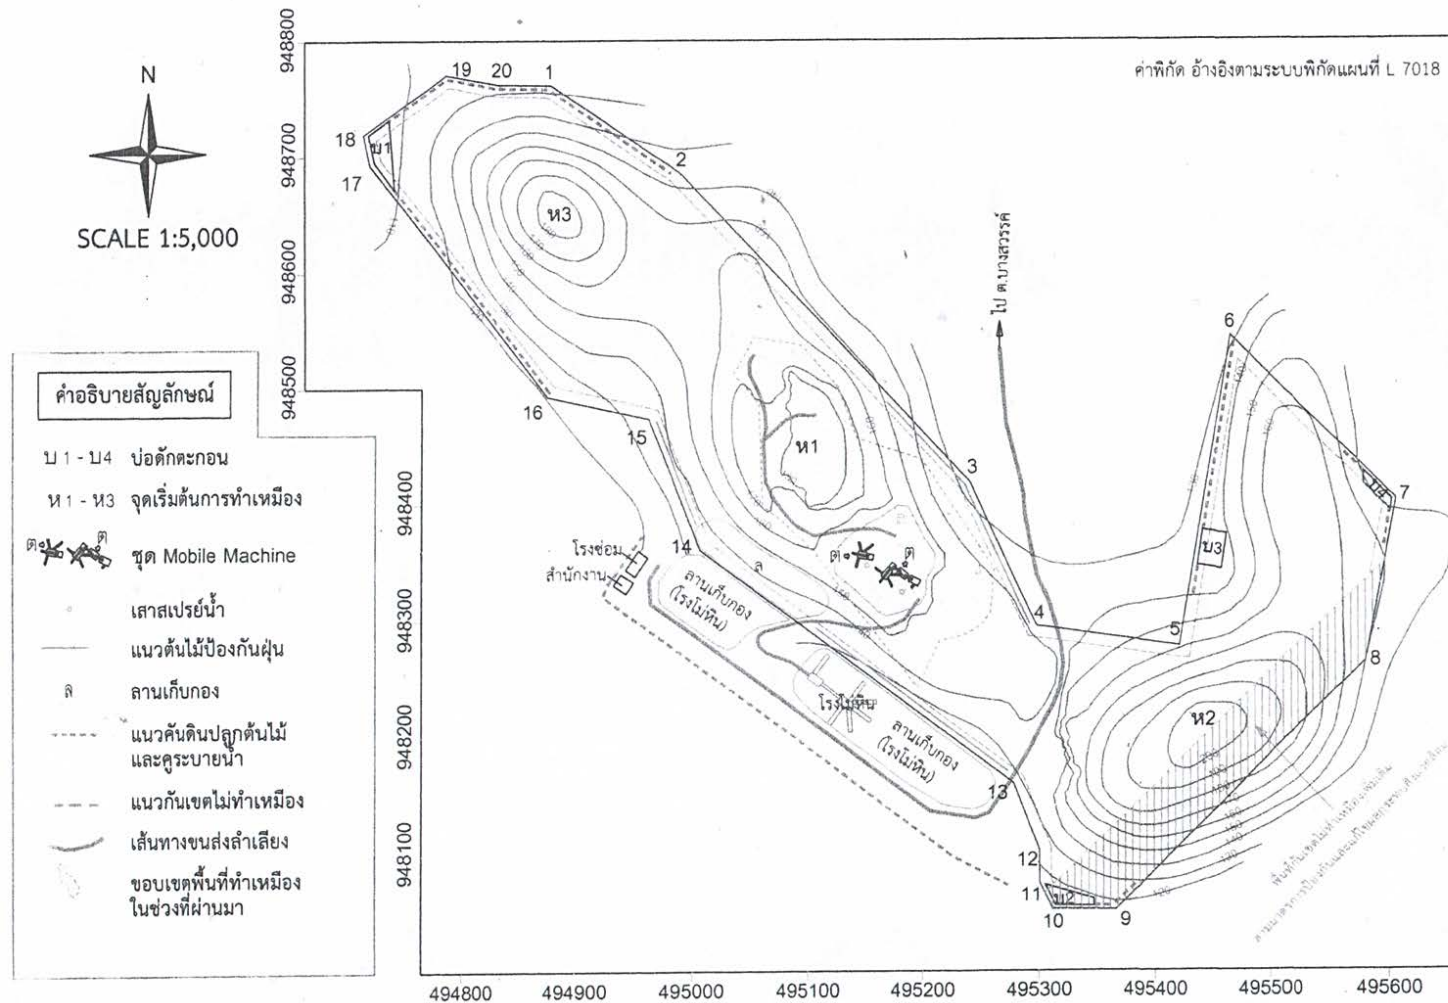 ค่าพิกัด อ้างอิงตามระบบพิกัดแผนที่ L 7018
N
SCALE 1:5,000
948800
948700
948600
948500
948400
948300
948200
948100
494800
494900
495000
495100
495200
495300
495400
495500
495600
19
20
1
18
บ1
17
2
ห3
ไป ต.บางสวรรค์
6
16
15
ห1
3
บ4
7
14
ล
บ3
โรงซ่อม
สำนักงาน
ต
ต
ลานเก็บกอง
(โรงโม่หิน)
4
5
8
โรงโม่หิน
ลานเก็บกอง
(โรงโม่หิน)
ห2
13
12
11
บ2
10
9
140
150
160
120
คำอธิบายสัญลักษณ์
บ 1 - บ4 บ่อดักตะกอน
ห 1 - ห3 จุดเริ่มต้นการทำเหมือง
ต ต ชุด Mobile Machine
เสาสเปรย์น้ำ
แนวต้นไม้ป้องกันฝุ่น
ล ลานเก็บกอง
แนวคันดินปลูกต้นไม้
และคูระบายน้ำ
แนวกันเขตไม่ทำเหมือง
เส้นทางขนส่งลำเลียง
ขอบเขตพื้นที่ทำเหมือง
ในช่วงที่ผ่านมา